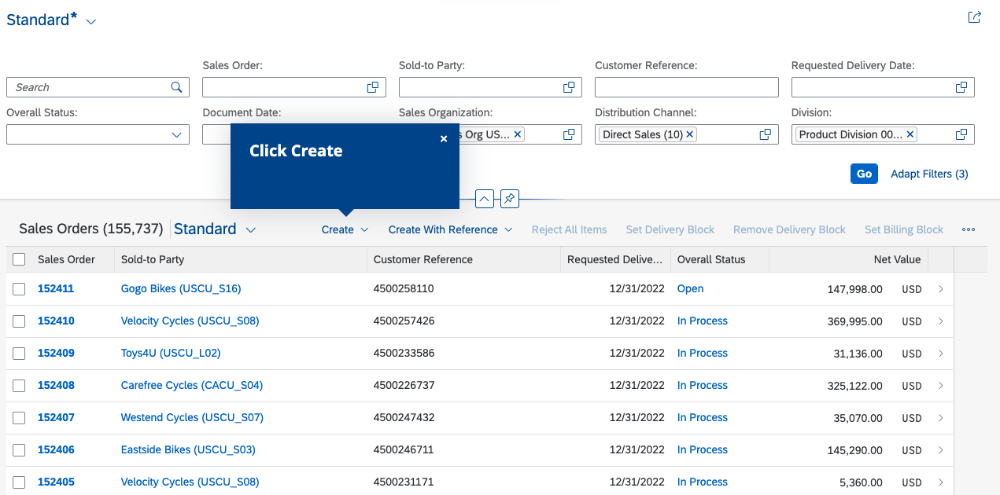 Standard*
Sales Order:
Sold-to Party:
Customer Reference:
Requested Delivery Date:
Search
Overall Status:
Document Date:
Sales Organization:
Distribution Channel:
Division:
Org US...
Direct Sales (10)
Product Division 00...
Click Create
Go
Adapt Filters (3)
Sales Orders (155,737) Standard
Create
Create With Reference
Reject All Items
Set Delivery Block
Remove Delivery Block
Set Billing Block
Sales Order Sold-to Party Customer Reference Requested Delive... Overall Status Net Value
152411 Gogo Bikes (USCU_S16) 4500258110 12/31/2022 Open 147,998.00 USD
152410 Velocity Cycles (USCU_S08) 4500257426 12/31/2022 In Process 369,995.00 USD
152409 Toys4U (USCU_L02) 4500233586 12/31/2022 In Process 31,136.00 USD
152408 Carefree Cycles (CACU_S04) 4500226737 12/31/2022 In Process 325,122.00 USD
152407 Westend Cycles (USCU_S07) 4500247432 12/31/2022 In Process 35,070.00 USD
152406 Eastside Bikes (USCU_S03) 4500246711 12/31/2022 In Process 145,290.00 USD
152405 Velocity Cycles (USCU_S08) 4500231171 12/31/2022 In Process 5,360.00 USD